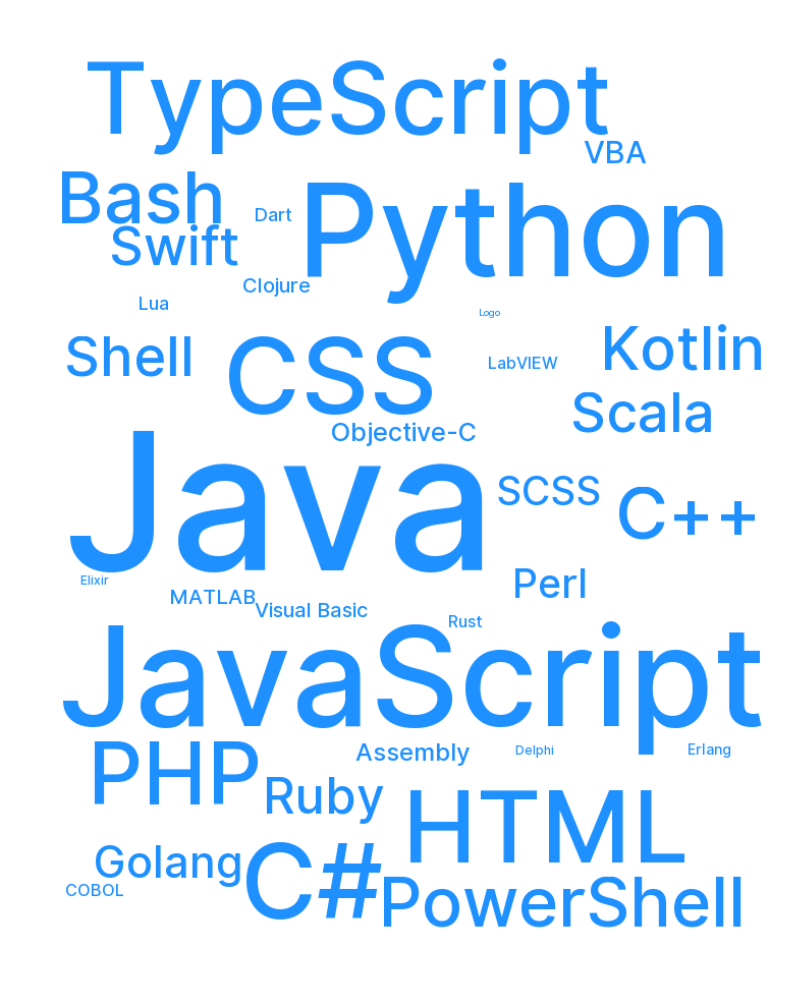 TypeScript
VBA
Bash
Dart
Python
Swift
Clojure
Lua
Logo
Shell
CSS
LabVIEW
Kotlin
Scala
Objective-C
Java
SCSS
C++
Elixir
Perl
MATLAB
Visual Basic
Rust
JavaScript
PHP
Assembly
Delphi
Erlang
Ruby
HTML
Golang
C#
COBOL
PowerShell